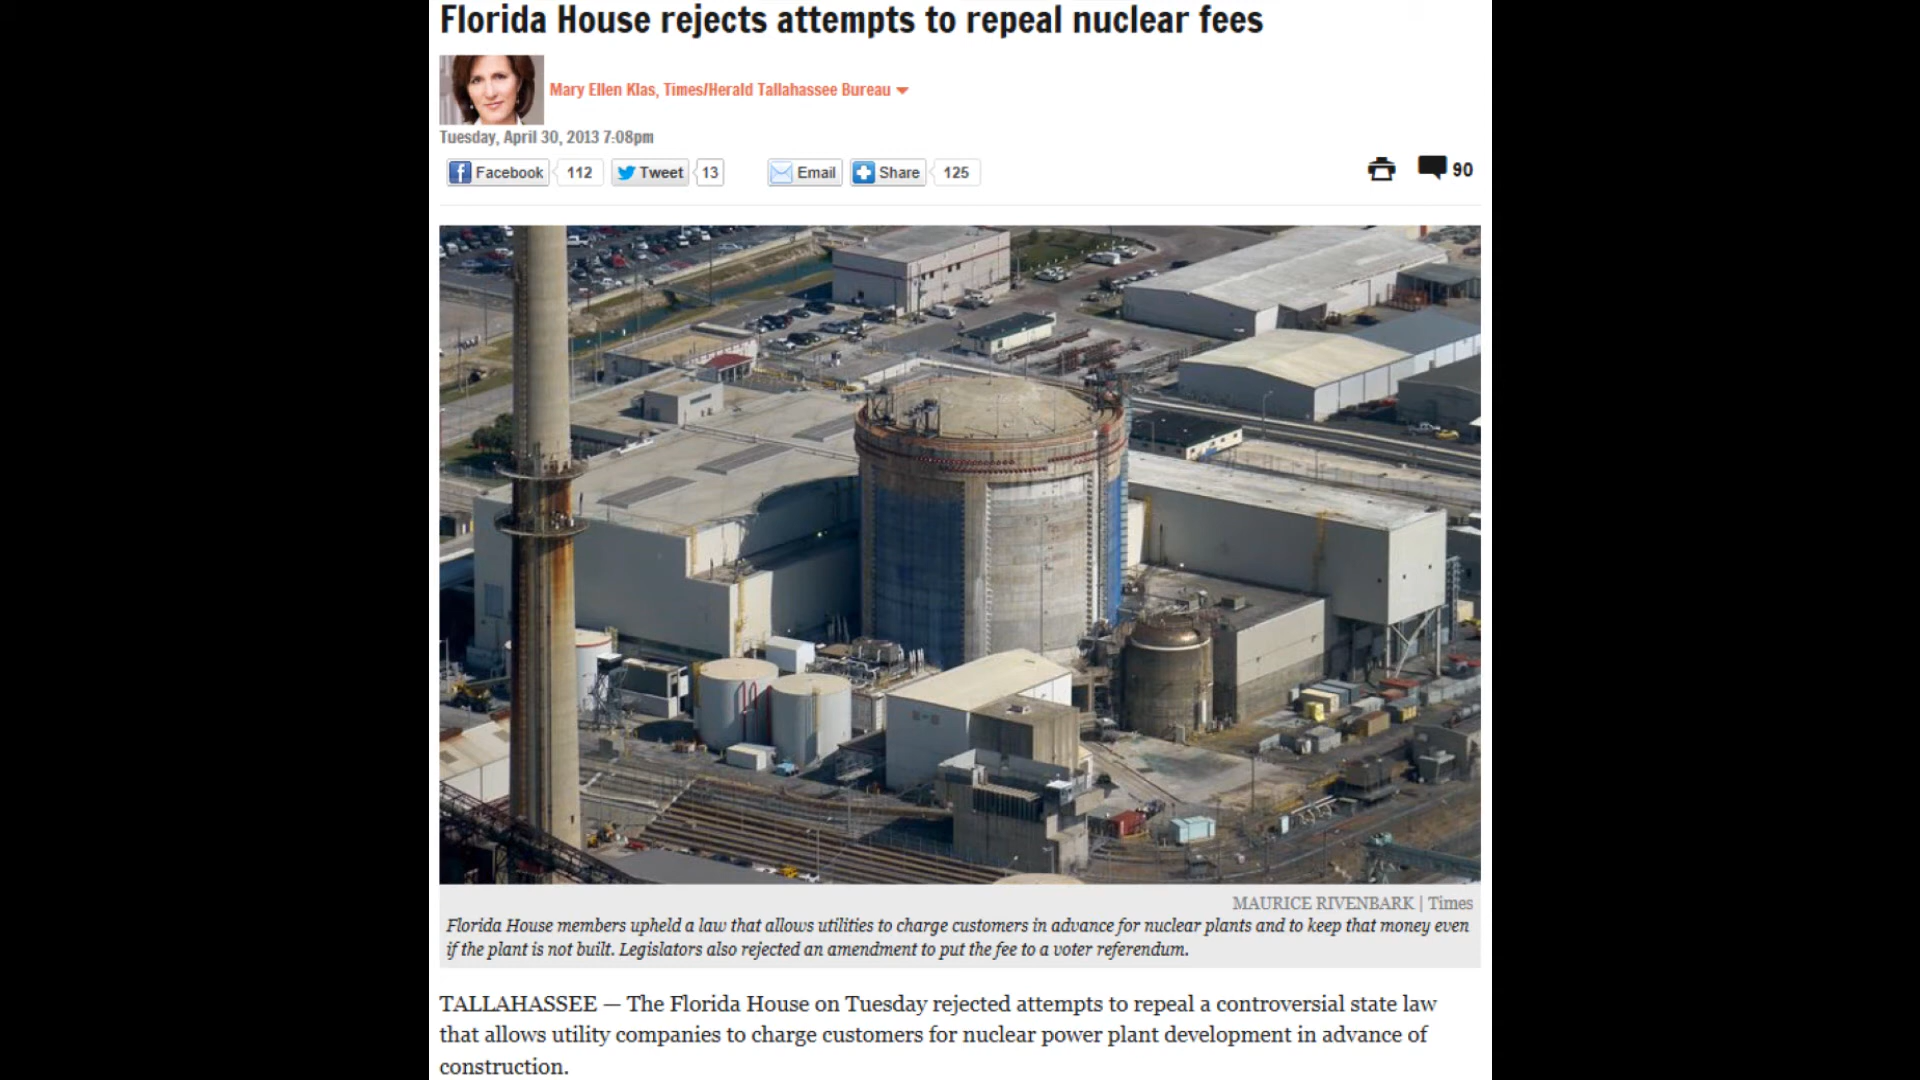 Florida House rejects attempts to repeal nuclear fees
Mary Ellen Klas, Times/Herald Tallahassee Bureau
Tuesday, April 30, 2013 7:08pm
Facebook 112 Tweet 13 Email Share 125 90
MAURICE RIVENBARK | Times
Florida House members upheld a law that allows utilities to charge customers in advance for nuclear plants and to keep that money even
if the plant is not built. Legislators also rejected an amendment to put the fee to a voter referendum.
TALLAHASSEE — The Florida House on Tuesday rejected attempts to repeal a controversial state law
that allows utility companies to charge customers for nuclear power plant development in advance of
construction.